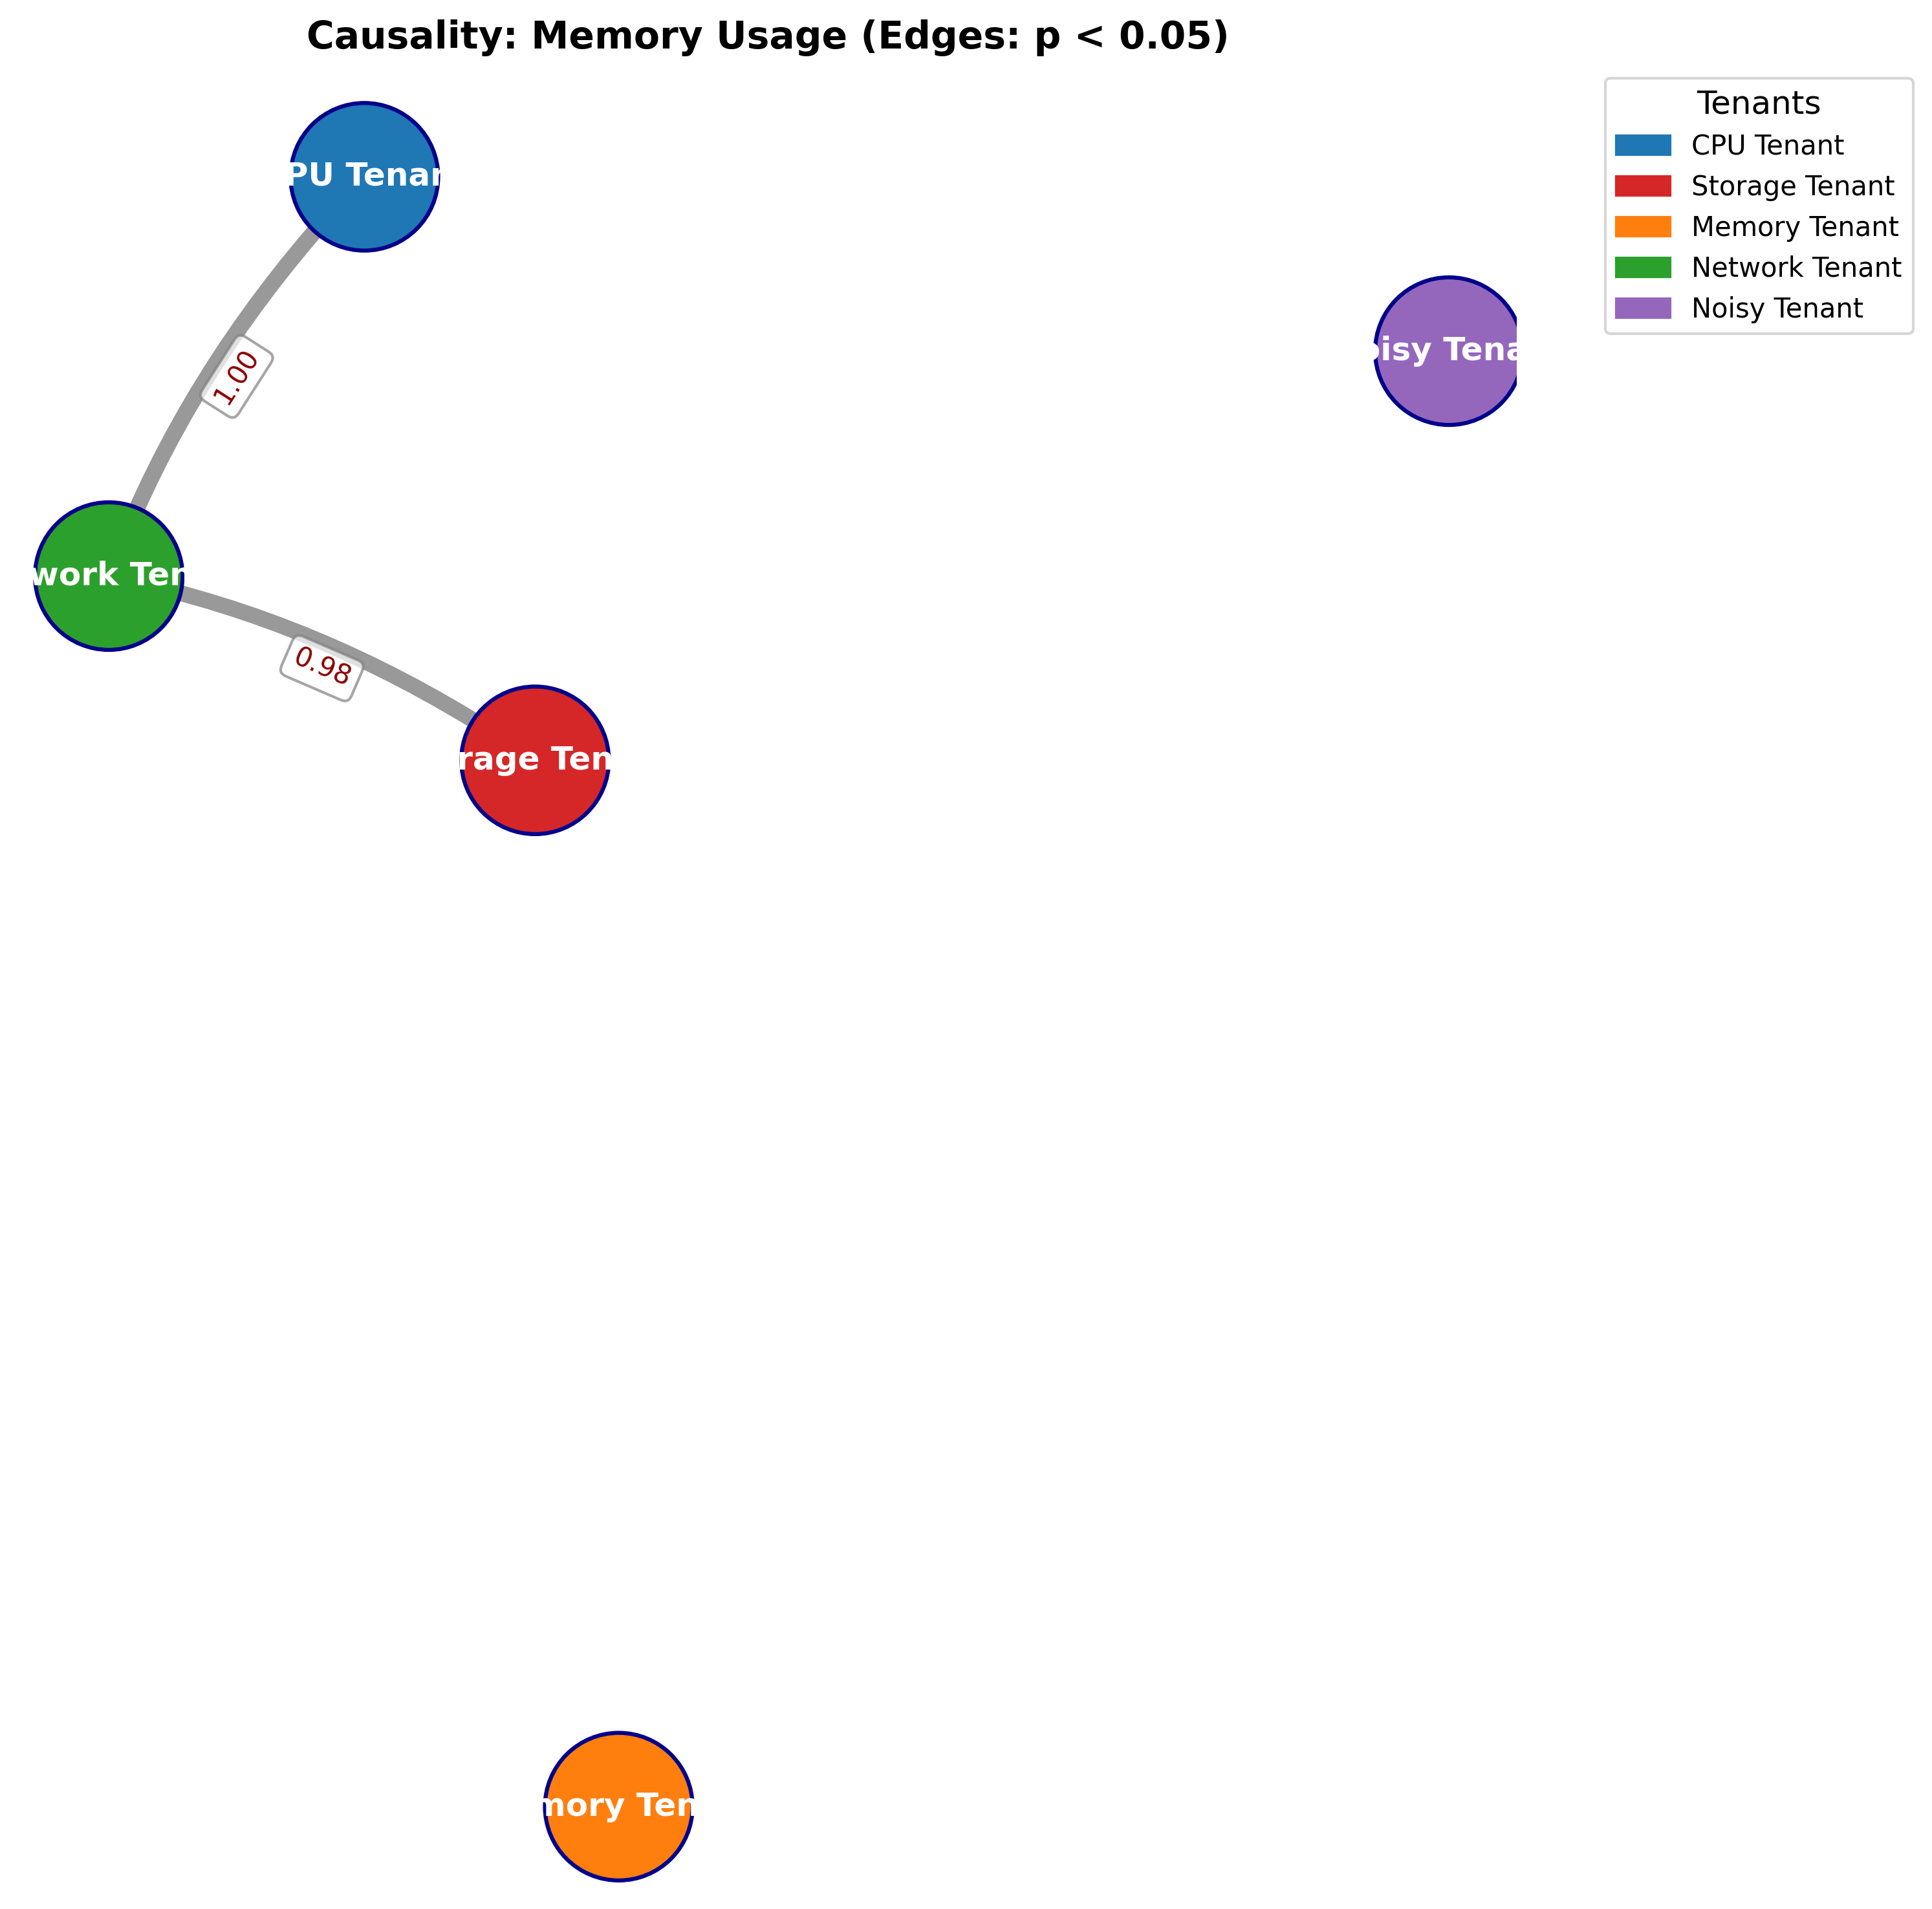 Causality: Memory Usage (Edges: p < 0.05)
Tenants
CPU Tenant
Storage Tenant
Memory Tenant
Network Tenant
Noisy Tenant
PU Tenan
oisy Tena
1.00
work Ten
0.98
rage Ten
mory Ten